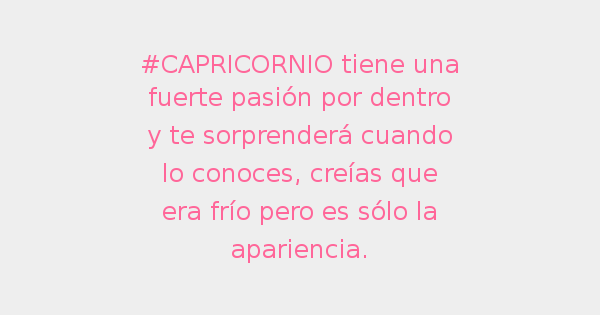 #CAPRICORNIO tiene una
fuerte pasión por dentro
y te sorprenderá cuando
lo conoces, creías que
era frío pero es sólo la
apariencia.